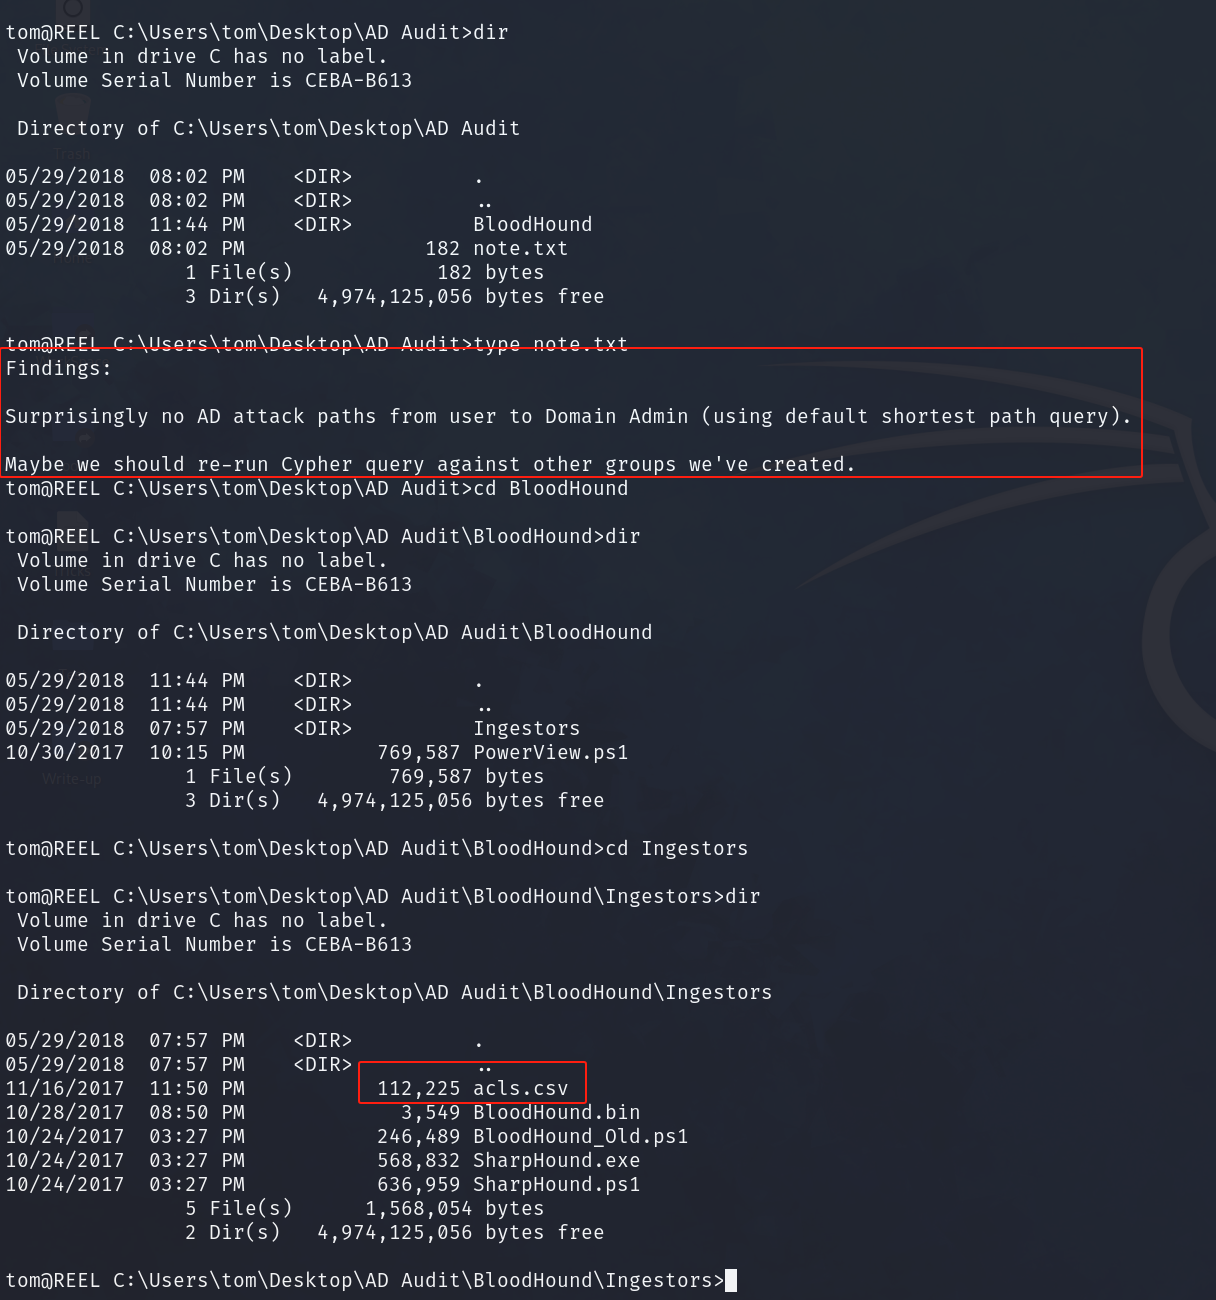 tom@REEL C:\Users\tom\Desktop\AD Audit>dir
 Volume in drive C has no label.
 Volume Serial Number is CEBA-B613
 Directory of C:\Users\tom\Desktop\AD Audit
Trash
05/29/2018  08:02 PM    <DIR>          .
05/29/2018  08:02 PM    <DIR>          ..
05/29/2018  11:44 PM    <DIR>          BloodHound
05/29/2018  08:02 PM               182 note.txt
               1 File(s)            182 bytes
               3 Dir(s)   4,974,125,056 bytes free
tom@REEL C:\Users\tom\Desktop\AD Audit>type note.txt
Findings:
Surprisingly no AD attack paths from user to Domain Admin (using default shortest path query).
Maybe we should re-run Cypher query against other groups we've created.
tom@REEL C:\Users\tom\Desktop\AD Audit>cd BloodHound
tom@REEL C:\Users\tom\Desktop\AD Audit\BloodHound>dir
 Volume in drive C has no label.
 Volume Serial Number is CEBA-B613
 Directory of C:\Users\tom\Desktop\AD Audit\BloodHound
05/29/2018  11:44 PM    <DIR>          .
05/29/2018  11:44 PM    <DIR>          ..
05/29/2018  07:57 PM    <DIR>          Ingestors
10/30/2017  10:15 PM           769,587 PowerView.ps1
Write-up
               1 File(s)        769,587 bytes
               3 Dir(s)   4,974,125,056 bytes free
tom@REEL C:\Users\tom\Desktop\AD Audit\BloodHound>cd Ingestors
tom@REEL C:\Users\tom\Desktop\AD Audit\BloodHound\Ingestors>dir
 Volume in drive C has no label.
 Volume Serial Number is CEBA-B613
 Directory of C:\Users\tom\Desktop\AD Audit\BloodHound\Ingestors
05/29/2018  07:57 PM    <DIR>          .
05/29/2018  07:57 PM    <DIR>          ..
11/16/2017  11:50 PM           112,225 acls.csv
10/28/2017  08:50 PM             3,549 BloodHound.bin
10/24/2017  03:27 PM           246,489 BloodHound_Old.ps1
10/24/2017  03:27 PM           568,832 SharpHound.exe
10/24/2017  03:27 PM           636,959 SharpHound.ps1
               5 File(s)      1,568,054 bytes
               2 Dir(s)   4,974,125,056 bytes free
tom@REEL C:\Users\tom\Desktop\AD Audit\BloodHound\Ingestors>